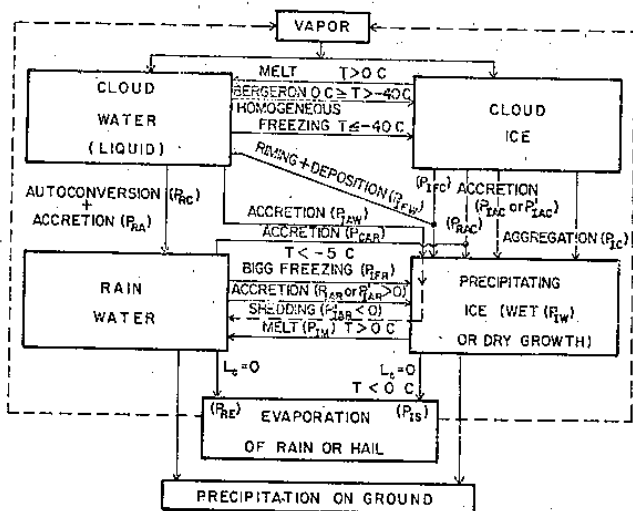 VAPOR
MELT T>0 C
BERGERON 0 C ≥ T>-40 C
HOMOGENEOUS
FREEZING T≤-40 C
CLOUD
WATER
(LIQUID)
CLOUD
ICE
RIMING + DEPOSITION (P_IFW)
(P_IFC)
ACCRETION
(P_RAC)
(P_IAC or P'_IAC)
AGGREGATION (P_IC)
AUTOCONVERSION (P_RC)
+
ACCRETION (P_RA)
ACCRETION (P_IAW)
ACCRETION (P_CAR)
T < -5 C
BIGG FREEZING (P_IFR)
ACCRETION (P_IAR or P'_IAR>0)
SHEDDING (P'_IAR<0)
MELT (P_IM) T>0 C
RAIN
WATER
PRECIPITATING
ICE (WET (P_IW)
OR DRY GROWTH)
L_C=0
L_C=0
T<0 C
(P_RE)
(P_IS)
EVAPORATION
OF RAIN OR HAIL
PRECIPITATION ON GROUND